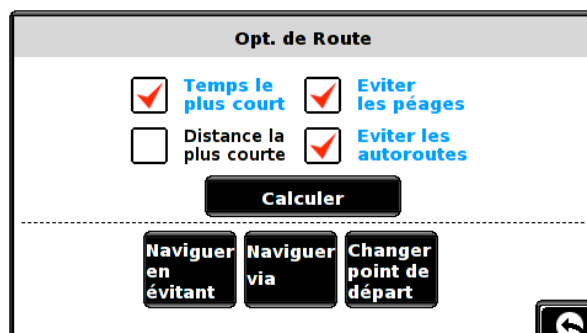 Opt. de Route
Temps le
plus court
Eviter
les péages
Distance la
plus courte
Eviter les
autoroutes
Calculer
Naviguer
en
évitant
Naviguer
via
Changer
point de
départ